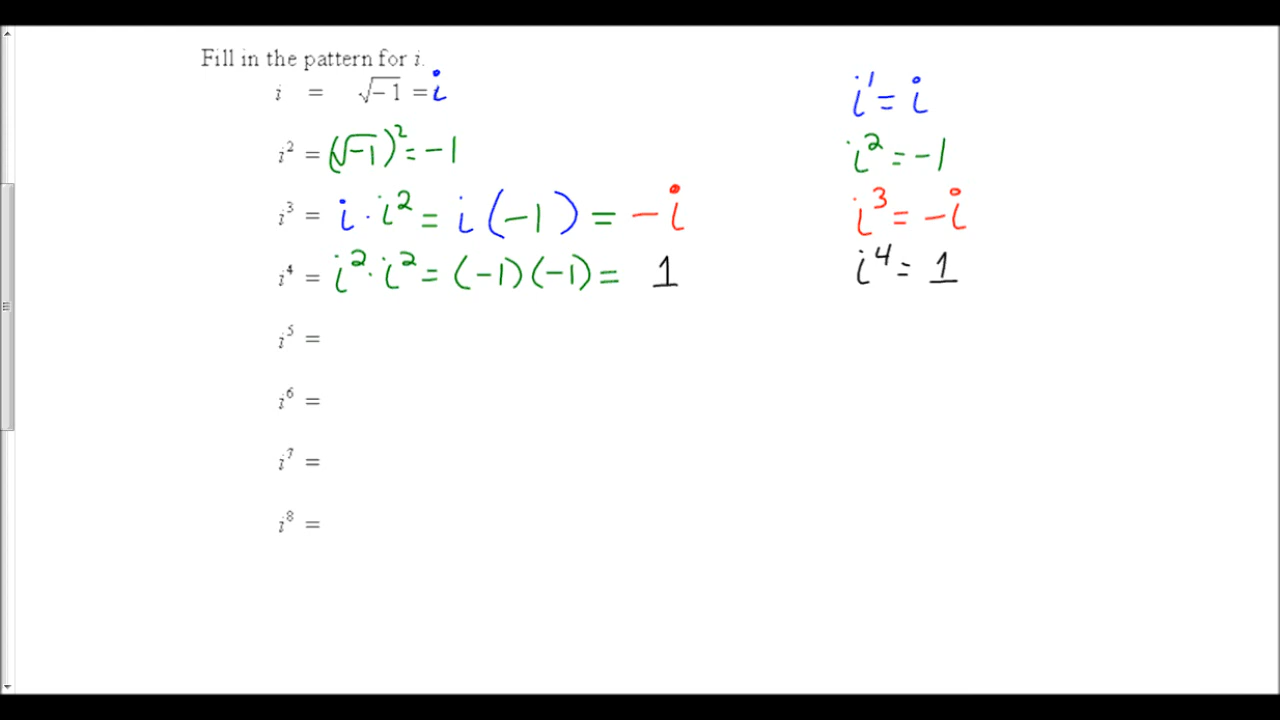 Fill in the pattern for i.
i = √-1 = i
i¹ = i
i² = (√-1)² = -1
i² = -1
i³ = i · i² = i(-1) = -i
i³ = -i
i⁴ = i² · i² = (-1)(-1) = 1
i⁴ = 1
i⁵ =
i⁶ =
i⁷ =
i⁸ =